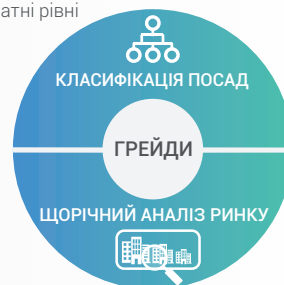 атні рівні
КЛАСИФІКАЦІЯ ПОСАД
ГРЕЙДИ
ЩОРІЧНИЙ АНАЛІЗ РИНКУ